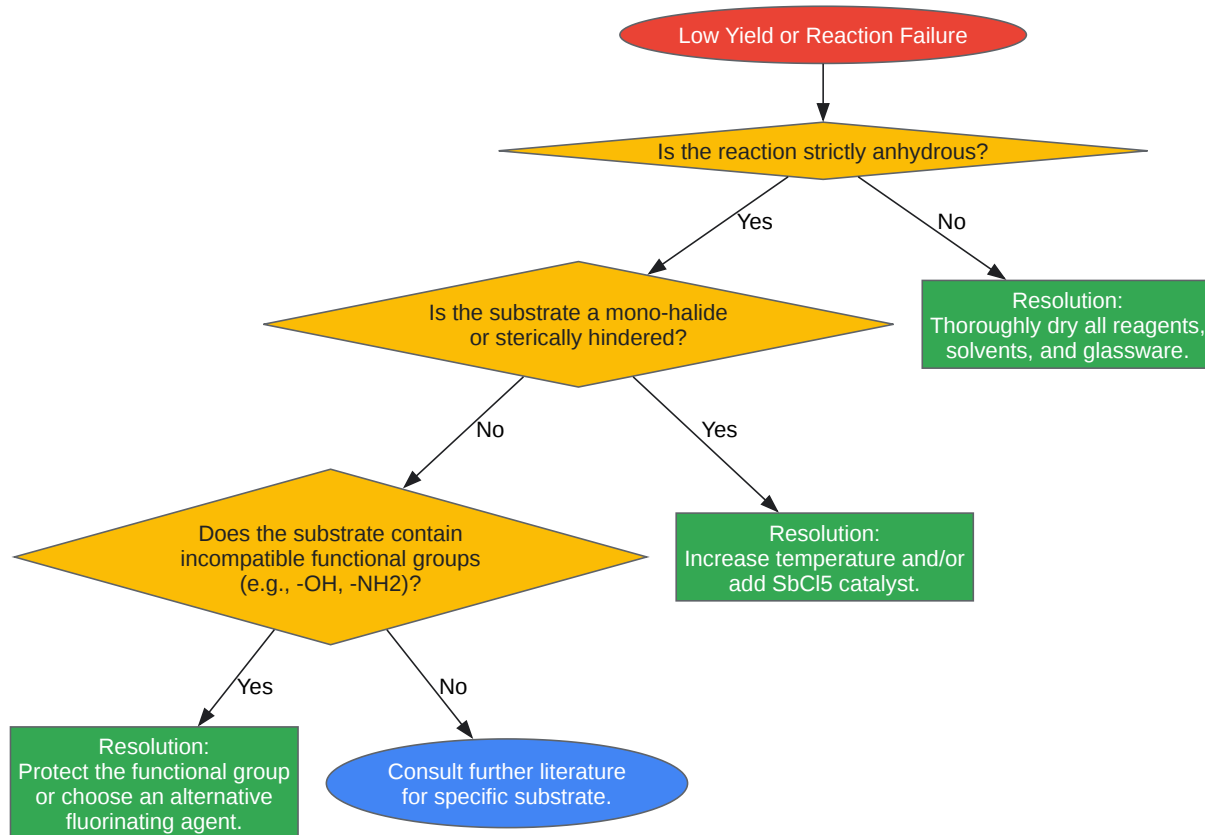 Low Yield or Reaction Failure
Is the reaction strictly anhydrous?
Yes
No
Is the substrate a mono-halide
or sterically hindered?
Resolution:
Thoroughly dry all reagents,
solvents, and glassware.
No
Yes
Does the substrate contain
incompatible functional groups
(e.g., -OH, -NH2)?
Resolution:
Increase temperature and/or
add SbCl5 catalyst.
Yes
No
Resolution:
Protect the functional group
or choose an alternative
fluorinating agent.
Consult further literature
for specific substrate.